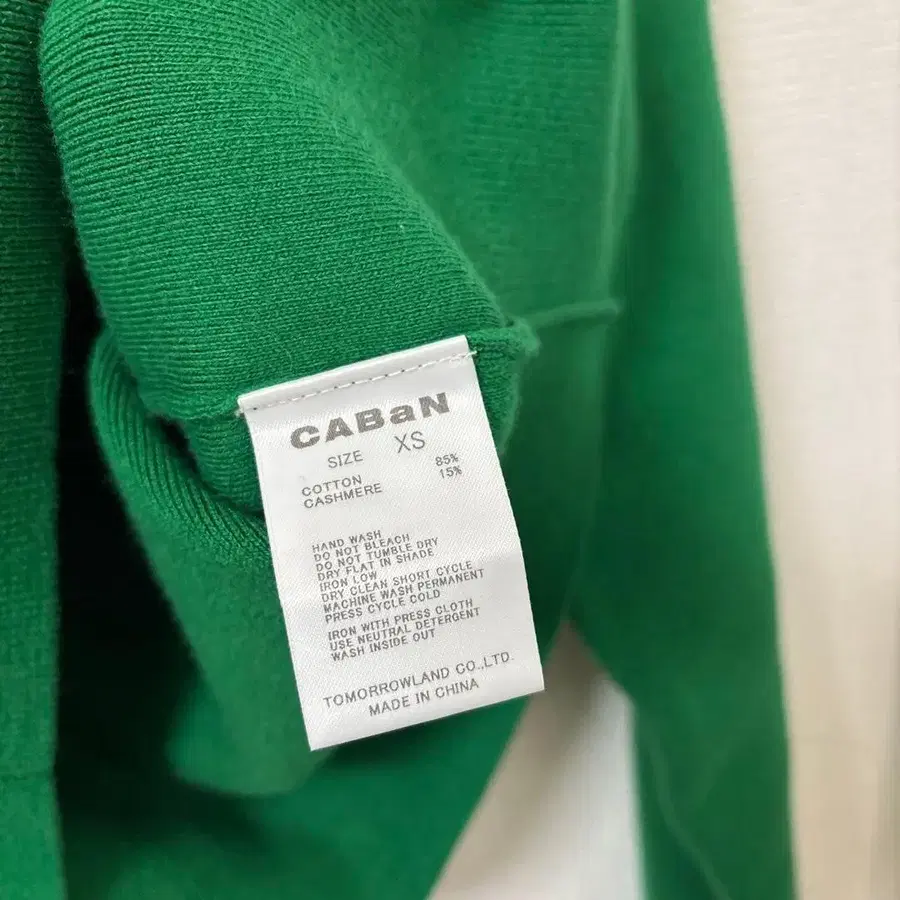 CABaN
SIZE XS
COTTON 85%
CASHMERE 15%
HAND WASH
DO NOT BLEACH
DO NOT TUMBLE DRY
DRY FLAT IN SHADE
IRON LOW
DRY CLEAN SHORT CYCLE
MACHINE WASH PERMANENT
PRESS CYCLE COLD
IRON WITH PRESS CLOTH
USE NEUTRAL DETERGENT
WASH INSIDE OUT
TOMORROWLAND CO.,LTD.
MADE IN CHINA